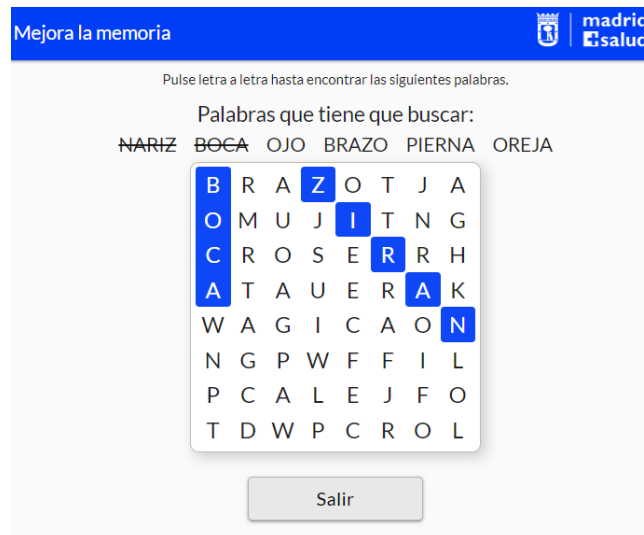 Mejora la memoria
madrid
salud
Pulse letra a letra hasta encontrar las siguientes palabras.
Palabras que tiene que buscar:
NARIZ BOCA OJO BRAZO PIERNA OREJA
B R A Z O T J A
O M U J I T N G
C R O S E R R H
A T A U E R A K
W A G I C A O N
N G P W F F I L
P C A L E J F O
T D W P C R O L
Salir